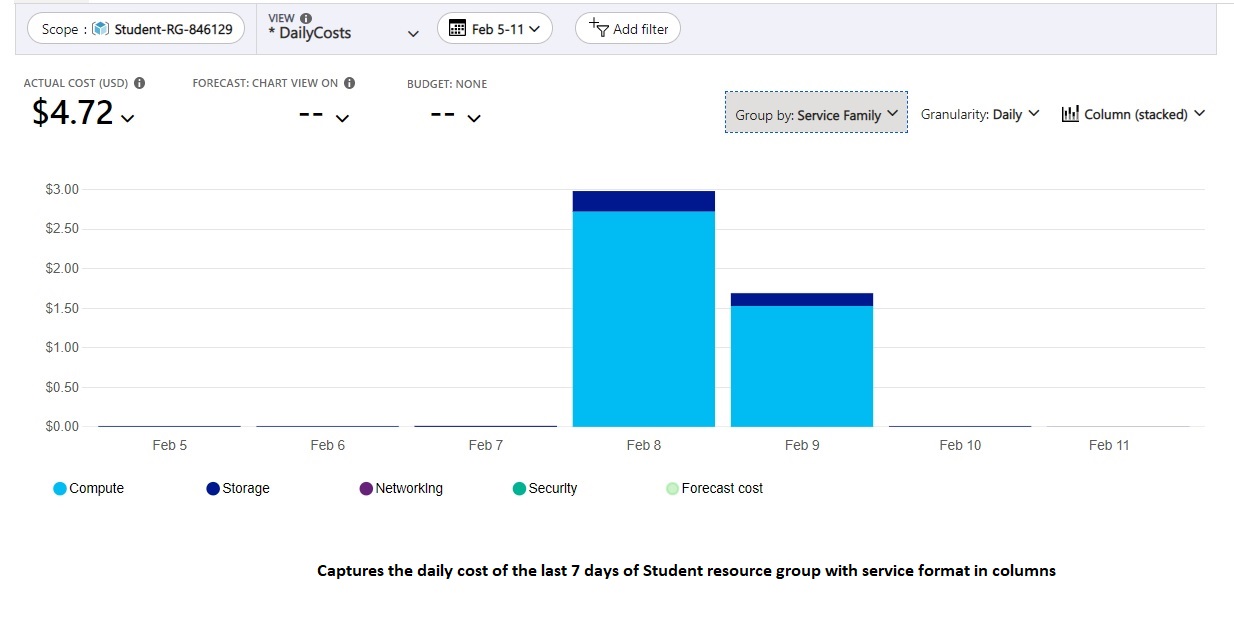 Scope : Student-RG-846129
VIEW
* DailyCosts
Feb 5-11
Add filter
ACTUAL COST (USD)
$4.72
FORECAST: CHART VIEW ON
--
BUDGET: NONE
--
Group by: Service Family
Granularity: Daily
Column (stacked)
$3.00
$2.50
$2.00
$1.50
$1.00
$0.50
$0.00
Feb 5 Feb 6 Feb 7 Feb 8 Feb 9 Feb 10 Feb 11
Compute Storage Networking Security Forecast cost
Captures the daily cost of the last 7 days of Student resource group with service format in columns